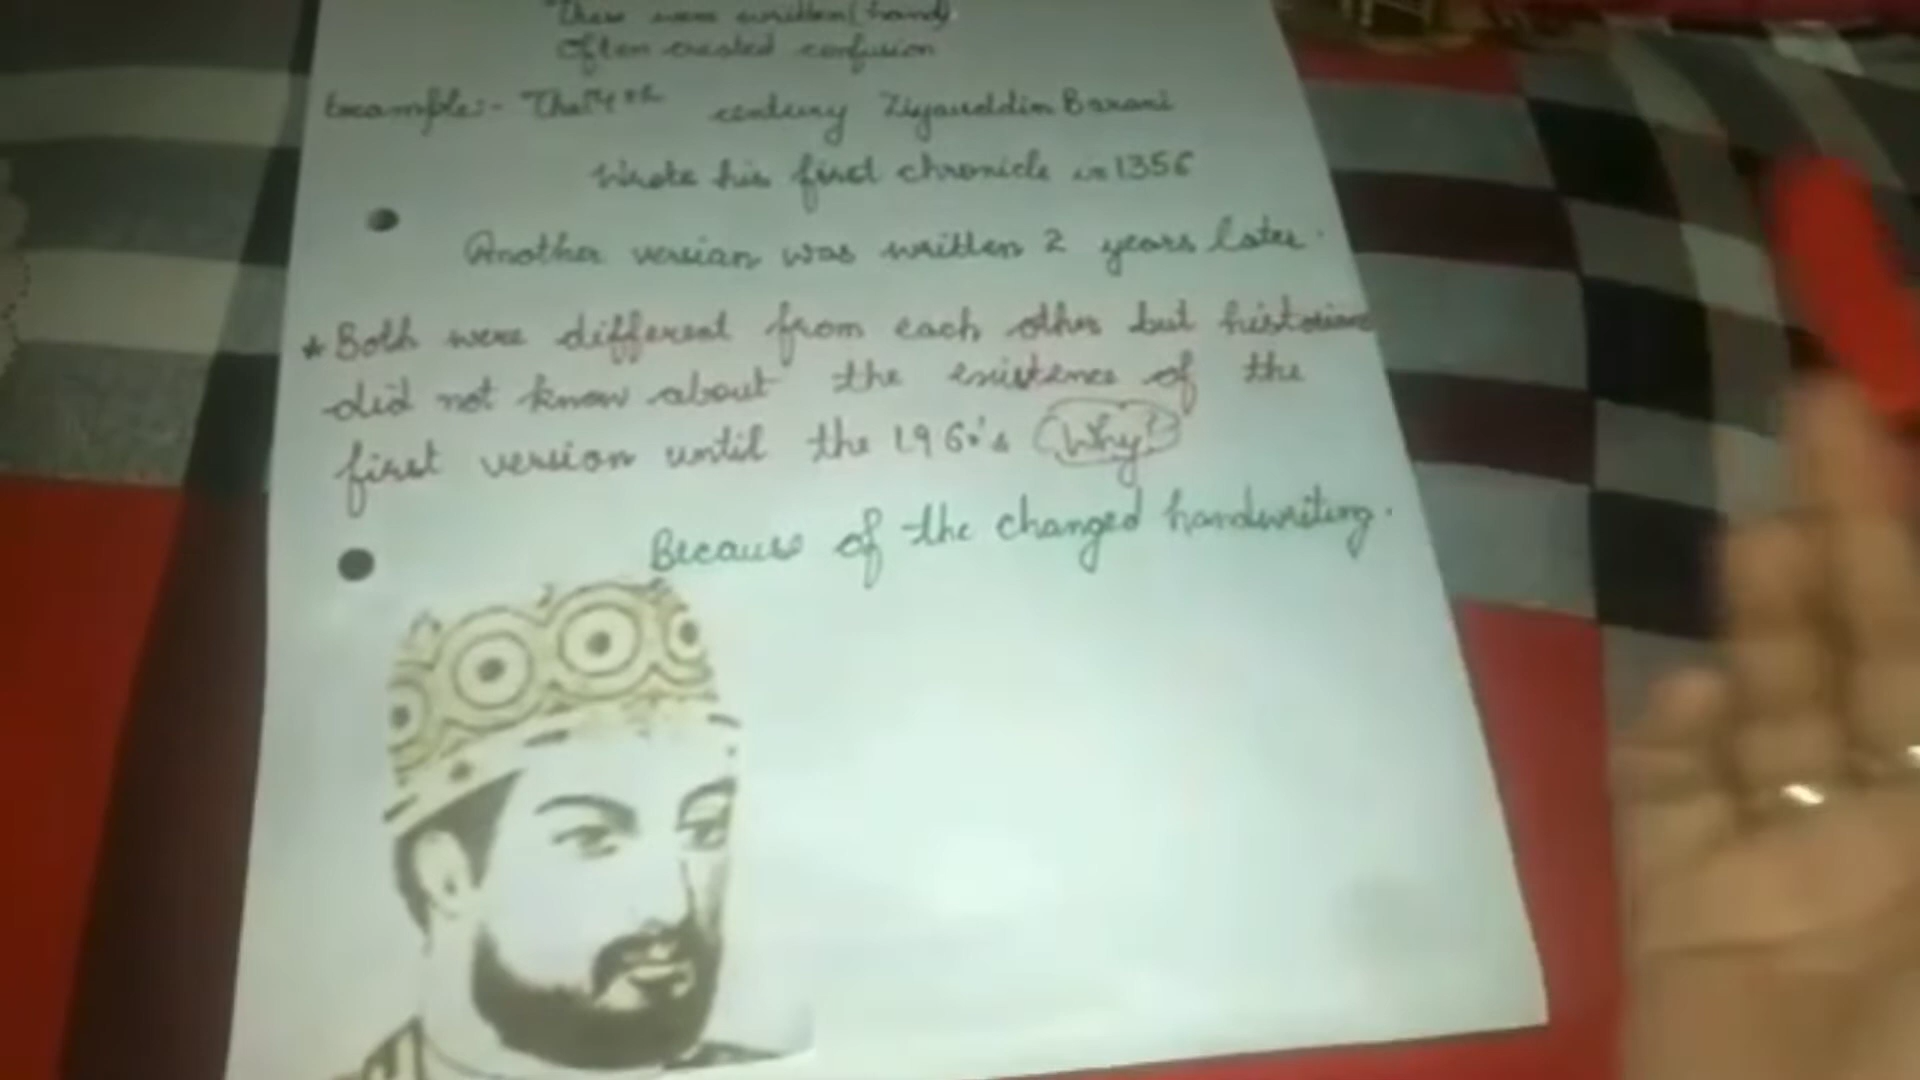 These were written (hand)
Often created confusion
Example:- The 14th century Ziyauddin Barani
Wrote his first chronicle in 1356
Another version was written 2 years later.
* Both were different from each other but historians
did not know about the existence of the
first version until the 1960's Why?
Because of the changed handwriting.